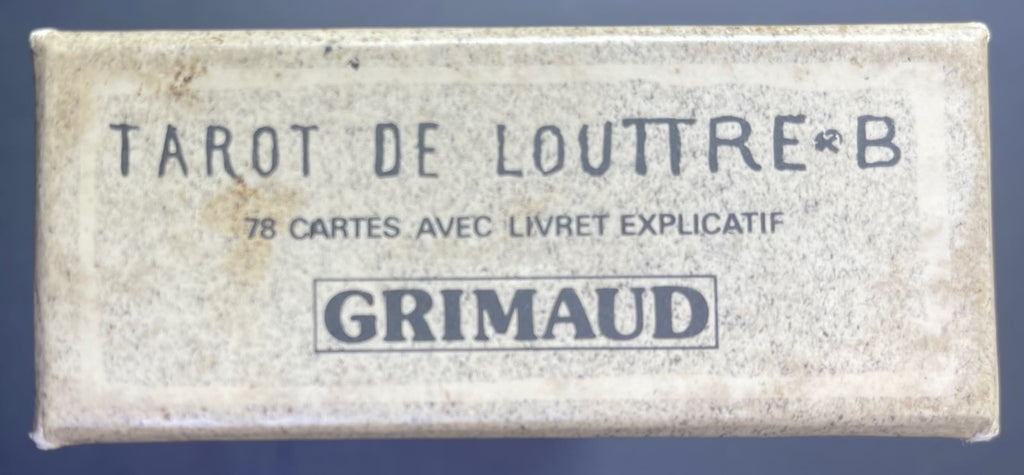 TAROT DE LOUTTRE.B
78 CARTES AVEC LIVRET EXPLICATIF
GRIMAUD